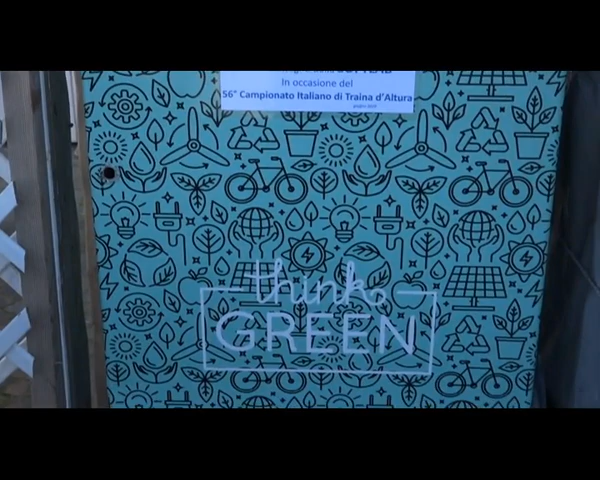 In occasione del
56° Campionato Italiano di Traina d'Altura
think
GREEN